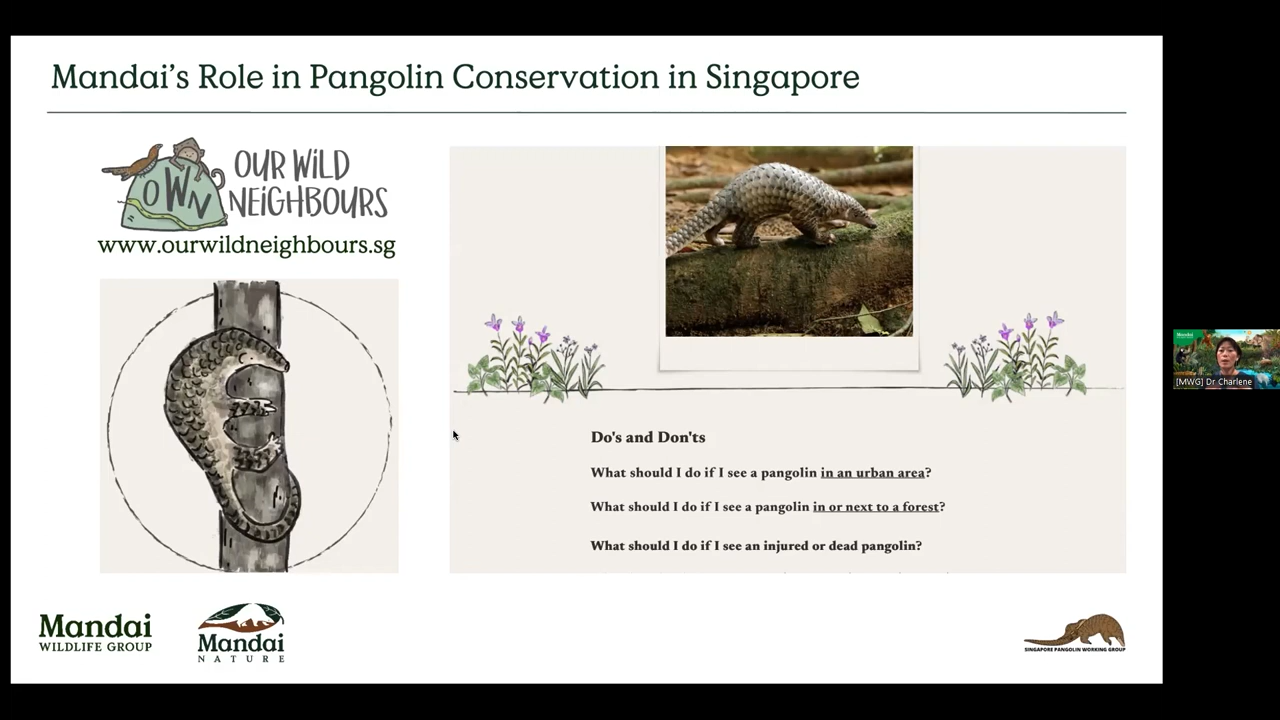 Mandai's Role in Pangolin Conservation in Singapore
OWN
OUR WiLD
NEiGHBOURS
www.ourwildneighbours.sg
Do's and Don'ts
What should I do if I see a pangolin in an urban area?
What should I do if I see a pangolin in or next to a forest?
What should I do if I see an injured or dead pangolin?
Mandai
WILDLIFE GROUP
Mandai
NATURE
SINGAPORE PANGOLIN WORKING GROUP
Mandai
[MWG] Dr Charlene